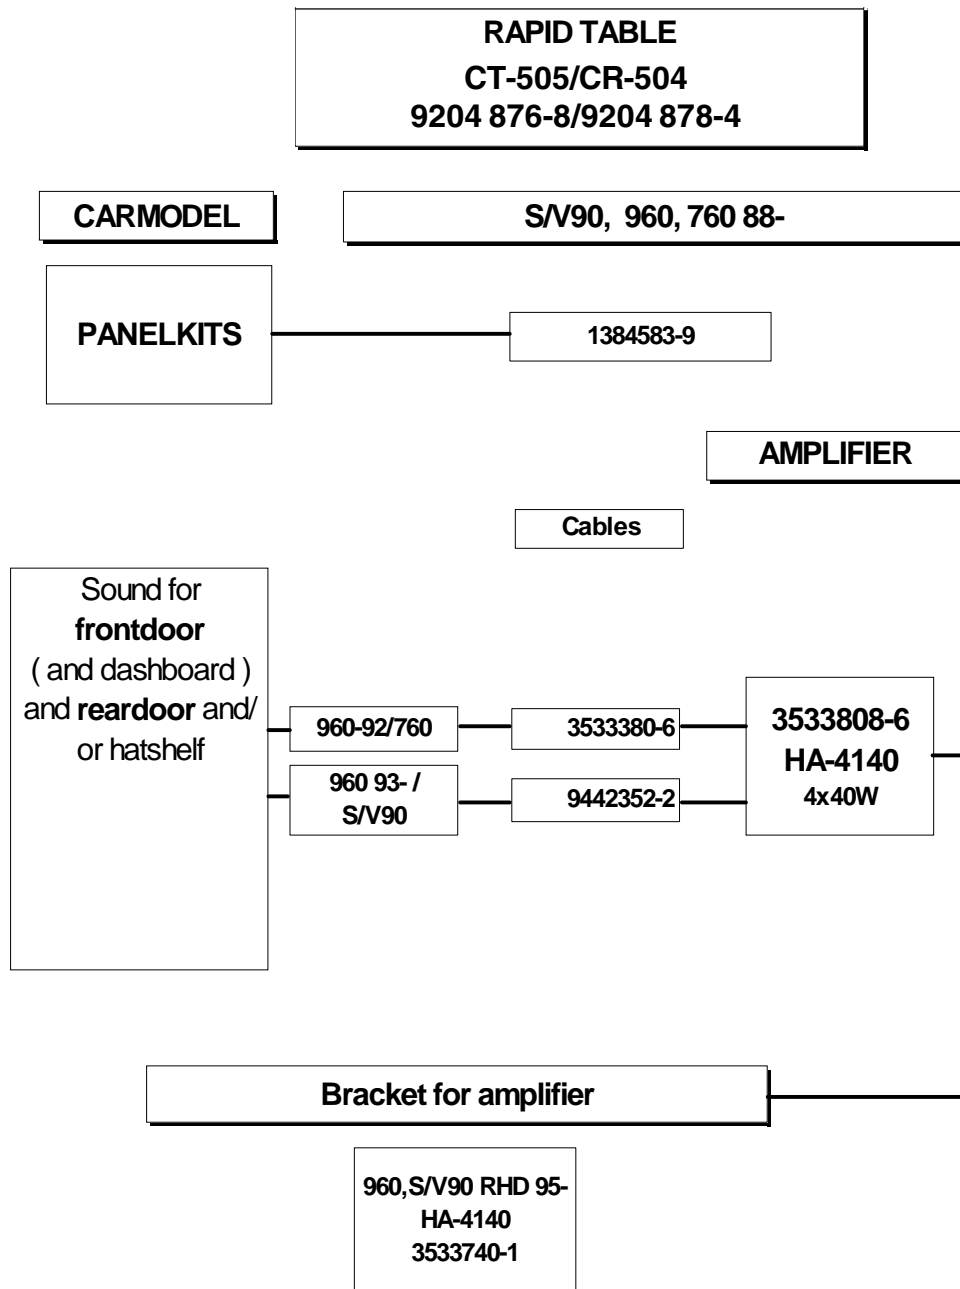 RAPID TABLE
CT-505/CR-504
9204 876-8/9204 878-4
CARMODEL
S/V90, 960, 760 88-
PANELKITS
1384583-9
AMPLIFIER
Cables
Sound for
frontdoor
( and dashboard )
and reardoor and/
or hatshelf
960-92/760
3533380-6
960 93- /
S/V90
9442352-2
3533808-6
HA-4140
4x40W
Bracket for amplifier
960,S/V90 RHD 95-
HA-4140
3533740-1